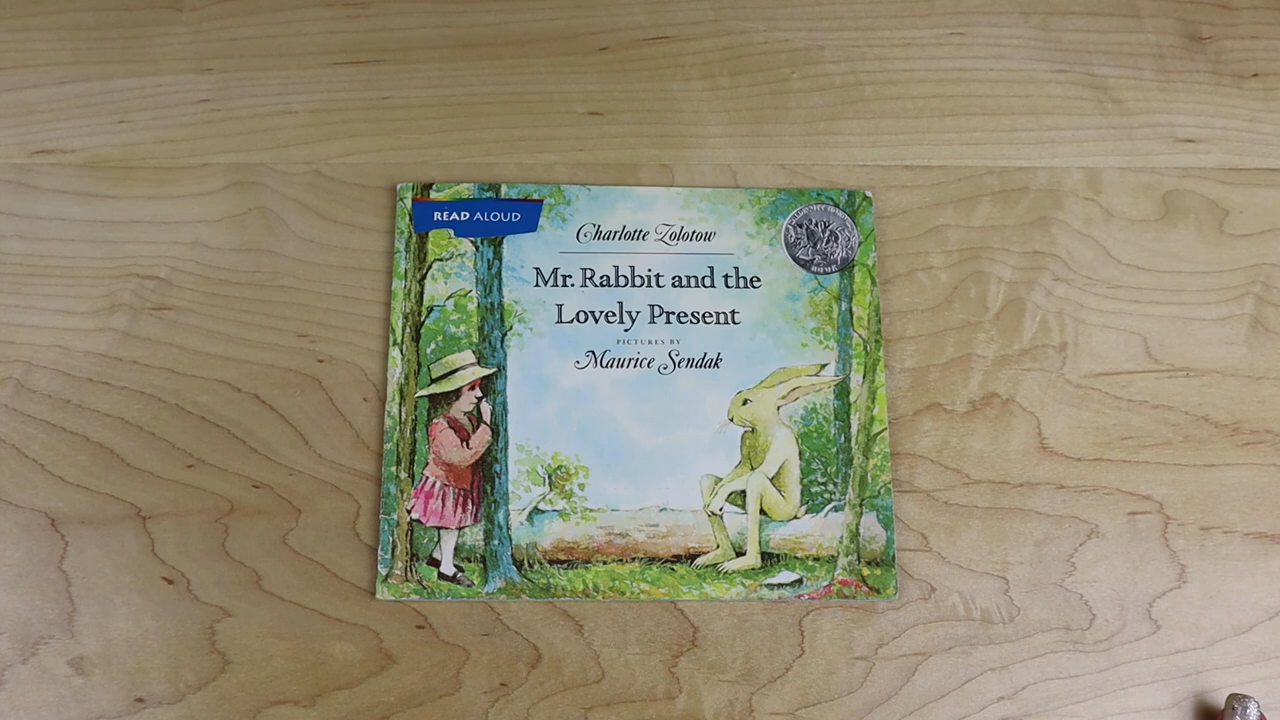 READ ALOUD
Charlotte Zolotow
Mr. Rabbit and the
Lovely Present
PICTURES BY
Maurice Sendak